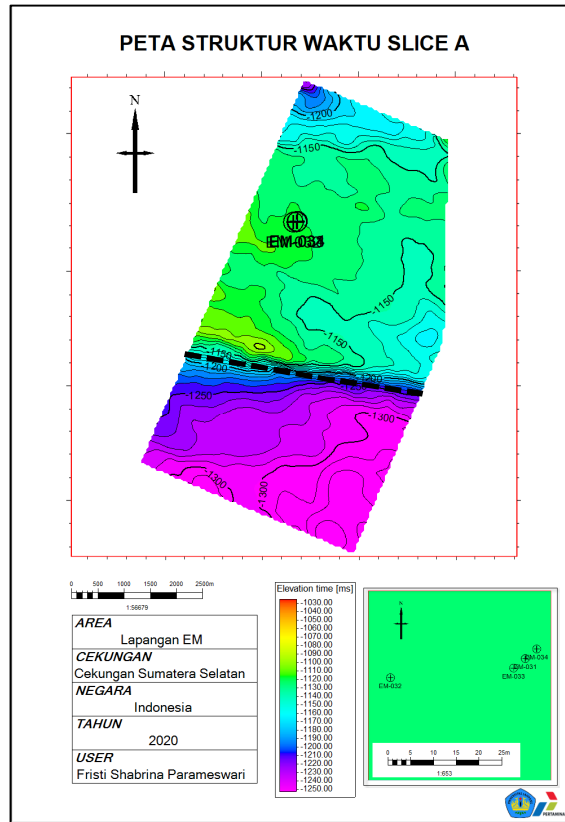 PETA STRUKTUR WAKTU SLICE A
N
-1200
-1150
-1150
-1150
-1150
-1200
-1200
-1250
-1300
-1300
-1300
0 500 1000 1500 2000 2500m
1:56679
AREA
Lapangan EM
CEKUNGAN
Cekungan Sumatera Selatan
NEGARA
Indonesia
TAHUN
2020
USER
Fristi Shabrina Parameswari
Elevation time [ms]
-1030.00
-1040.00
-1050.00
-1060.00
-1070.00
-1080.00
-1090.00
-1100.00
-1110.00
-1120.00
-1130.00
-1140.00
-1150.00
-1160.00
-1170.00
-1180.00
-1190.00
-1200.00
-1210.00
-1220.00
-1230.00
-1240.00
-1250.00
N
EM-034
EM-031
EM-033
EM-032
0 5 10 15 20 25m
1:653
PERTAMINA